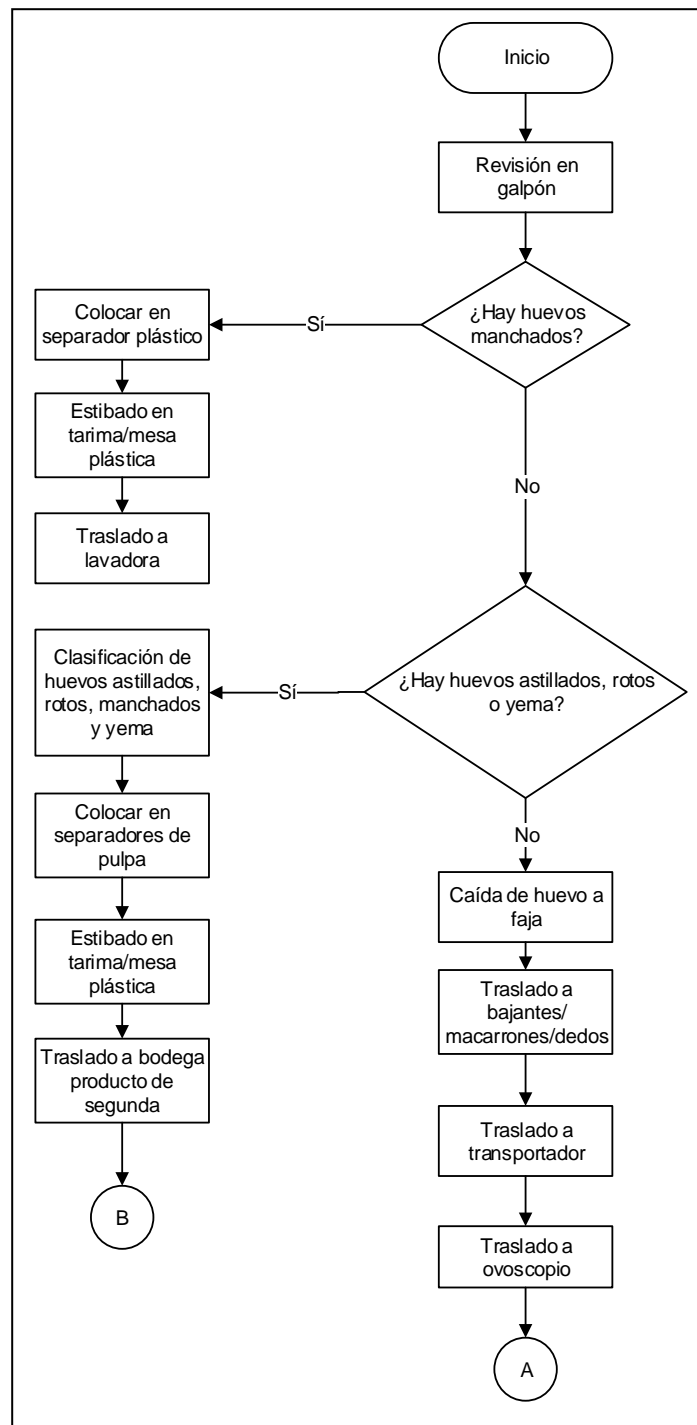 Inicio
Revisión en
galpón
¿Hay huevos
manchados?
Sí
Colocar en
separador plástico
Estibado en
tarima/mesa
plástica
Traslado a
lavadora
No
¿Hay huevos astillados, rotos
o yema?
Sí
Clasificación de
huevos astillados,
rotos, manchados
y yema
Colocar en
separadores de
pulpa
Estibado en
tarima/mesa
plástica
Traslado a bodega
producto de
segunda
B
No
Caída de huevo a
faja
Traslado a
bajantes/
macarrones/dedos
Traslado a
transportador
Traslado a
ovoscopio
A